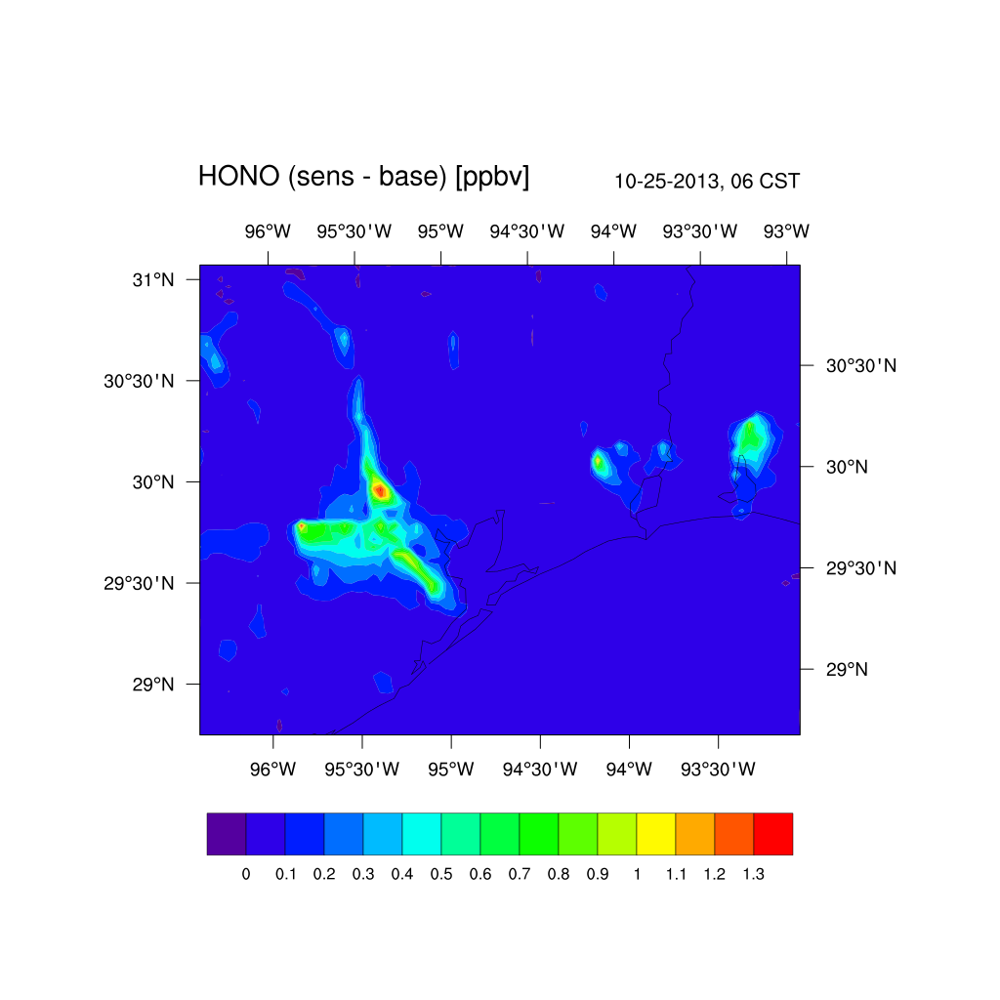 HONO (sens - base) [ppbv] 10-25-2013, 06 CST
96°W 95°30'W 95°W 94°30'W 94°W 93°30'W 93°W
31°N
30°30'N 30°30'N
30°N 30°N
29°30'N 29°30'N
29°N 29°N
96°W 95°30'W 95°W 94°30'W 94°W 93°30'W
0 0.1 0.2 0.3 0.4 0.5 0.6 0.7 0.8 0.9 1 1.1 1.2 1.3